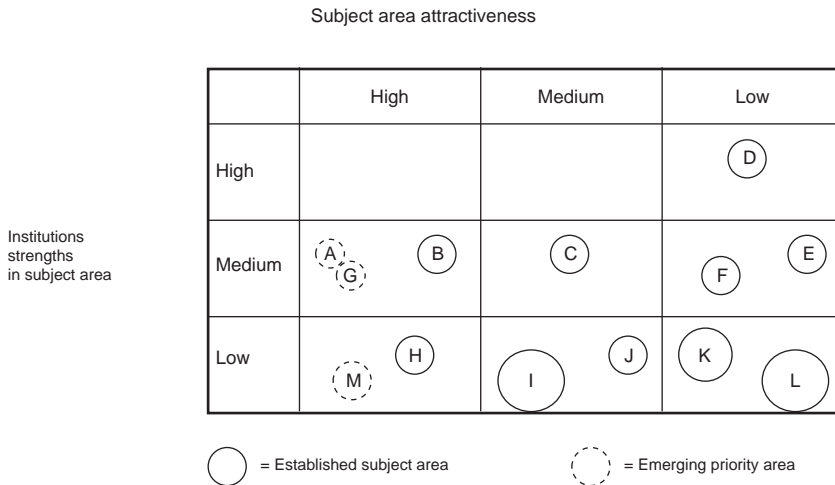 Subject area attractiveness
High Medium Low
High
D
Institutions
strengths
in subject area
Medium
A
G
B
C
F
E
Low
M
H
I
J
K
L
= Established subject area
= Emerging priority area